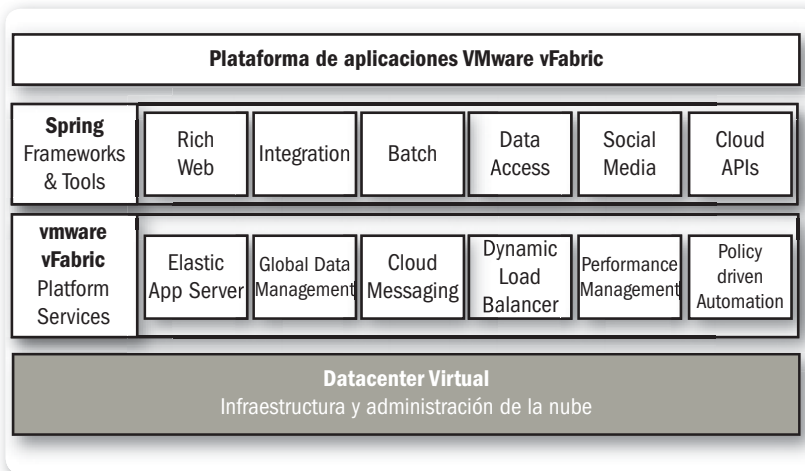 Plataforma de aplicaciones VMware vFabric
Spring
Frameworks
& Tools
Rich
Web
Integration
Batch
Data
Access
Social
Media
Cloud
APIs
vmware
vFabric
Platform
Services
Elastic
App Server
Global Data
Management
Cloud
Messaging
Dynamic
Load
Balancer
Performance
Management
Policy
driven
Automation
Datacenter Virtual
Infraestructura y administración de la nube